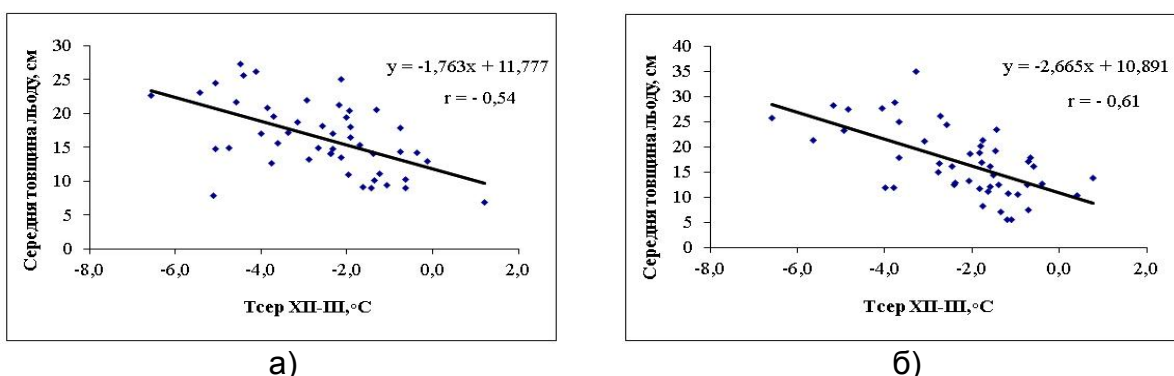 Середня товщина льоду, см
30
25
20
15
10
5
0
y = -1,763x + 11,777
r = - 0,54
-8,0 -6,0 -4,0 -2,0 0,0 2,0
Тсер ХІІ-ІІІ,◦С
а)
Середня товщина льоду, см
40
35
30
25
20
15
10
5
0
y = -2,665x + 10,891
r = - 0,61
-8,0 -6,0 -4,0 -2,0 0,0 2,0
Тсер ХІІ-ІІІ,◦С
б)